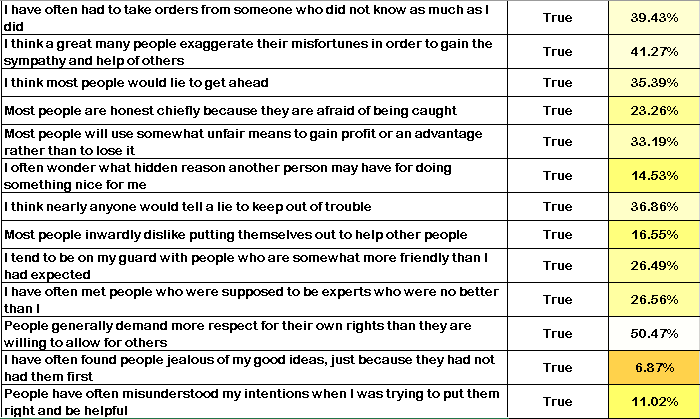 I have often had to take orders from someone who did not know as much as I
did
True
39.43%
I think a great many people exaggerate their misfortunes in order to gain the
sympathy and help of others
True
41.27%
I think most people would lie to get ahead
True
35.39%
Most people are honest chiefly because they are afraid of being caught
True
23.26%
Most people will use somewhat unfair means to gain profit or an advantage
rather than to lose it
True
33.19%
I often wonder what hidden reason another person may have for doing
something nice for me
True
14.53%
I think nearly anyone would tell a lie to keep out of trouble
True
36.86%
Most people inwardly dislike putting themselves out to help other people
True
16.55%
I tend to be on my guard with people who are somewhat more friendly than I
had expected
True
26.49%
I have often met people who were supposed to be experts who were no better
than I
True
26.56%
People generally demand more respect for their own rights than they are
willing to allow for others
True
50.47%
I have often found people jealous of my good ideas, just because they had not
had them first
True
6.87%
People have often misunderstood my intentions when I was trying to put them
right and be helpful
True
11.02%